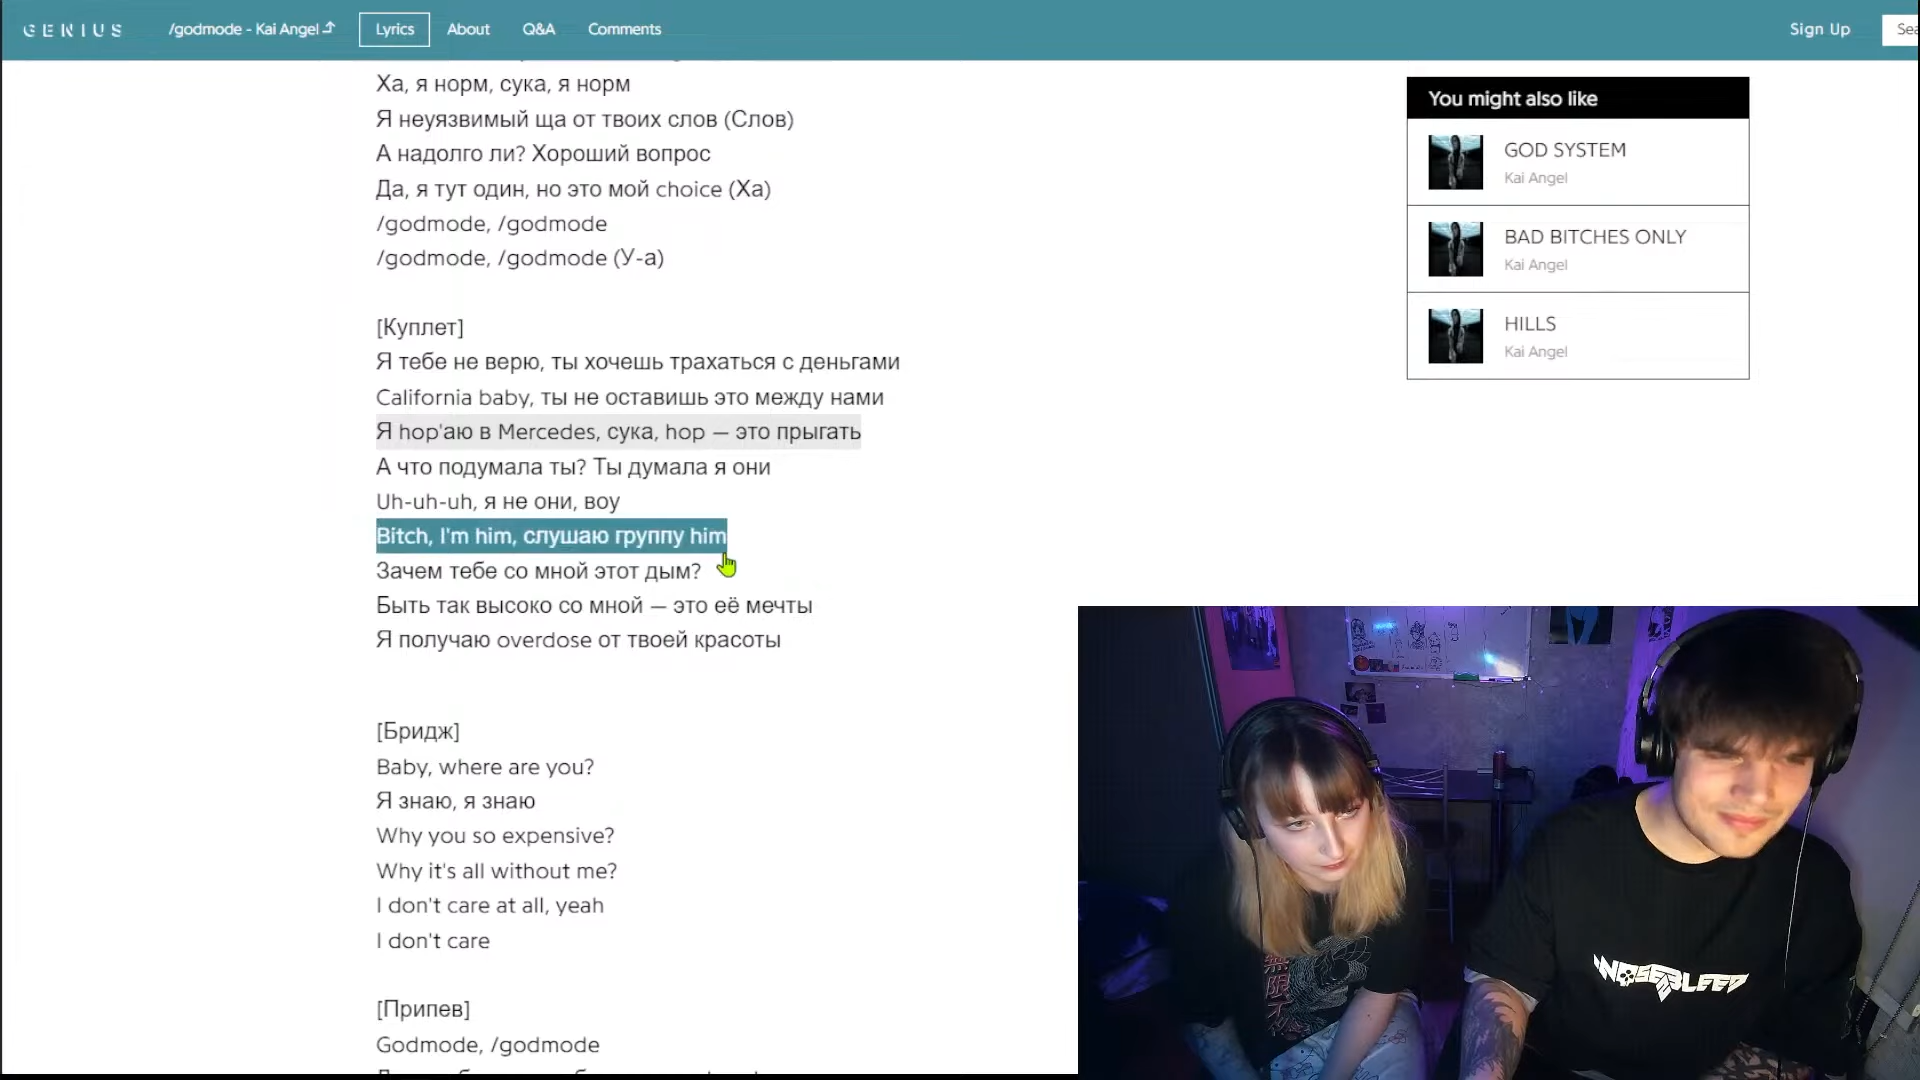 GENIUS
/godmode - Kai Angel
Lyrics
About
Q&A
Comments
Sign Up
Ха, я норм, сука, я норм
Я неуязвимый ща от твоих слов (Слов)
А надолго ли? Хороший вопрос
Да, я тут один, но это мой choice (Ха)
/godmode, /godmode
/godmode, /godmode (У-а)
[Куплет]
Я тебе не верю, ты хочешь трахаться с деньгами
California baby, ты не оставишь это между нами
Я hop'аю в Mercedes, сука, hop — это прыгать
А что подумала ты? Ты думала я они
Uh-uh-uh, я не они, воу
Bitch, I'm him, слушаю группу him
Зачем тебе со мной этот дым?
Быть так высоко со мной — это её мечты
Я получаю overdose от твоей красоты
[Бридж]
Baby, where are you?
Я знаю, я знаю
Why you so expensive?
Why it's all without me?
I don't care at all, yeah
I don't care
[Припев]
Godmode, /godmode
You might also like
GOD SYSTEM
Kai Angel
BAD BITCHES ONLY
Kai Angel
HILLS
Kai Angel
無
限
不
NOSEBLEED